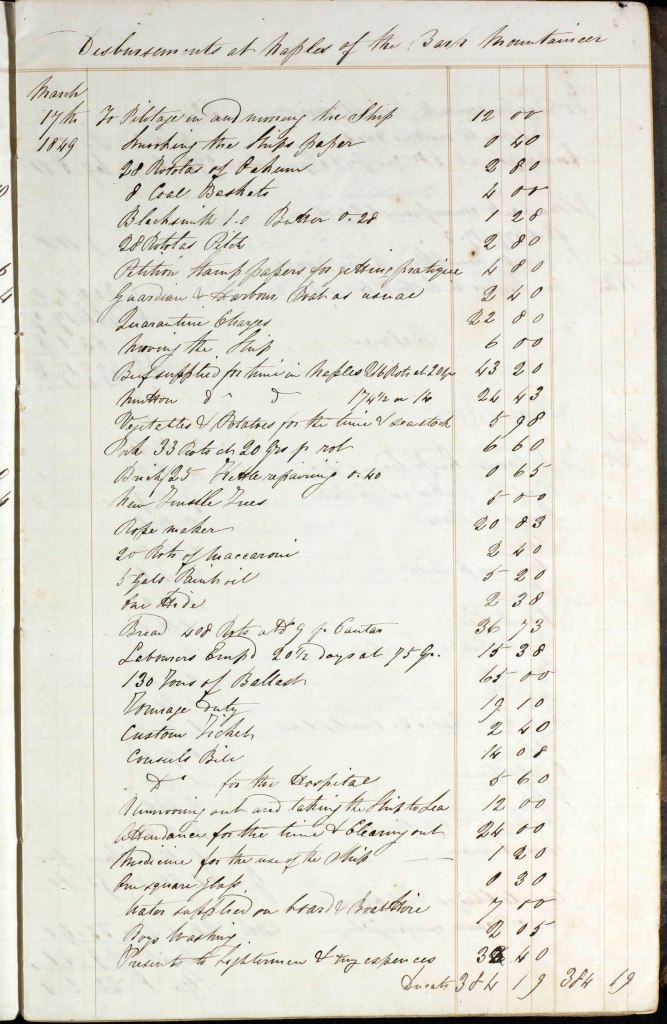 Disbursements at Naples of the Bark Mountaineer
March
17th To Pilotage in and mooring the Ship 12 00
1849 Smoking the Ships paper 0 40
28 Rotolas of Oakum 2 80
8 Coal Baskets 4 00
Blacksmith 1.0 0.28 1 28
28 Rotolas Pitch 2 80
Petition Stamp papers for getting pratique 4 80
Guardian & Harbour Boat as usual 2 40
Quarantine Charges 22 80
Moving the Ship 6 00
Beef supplied for time in Naples Rots at 20 Grs 43 20
Mutton do do 174½ 14 24 43
Vegetables & Potatoes for the time & sea stock 5 98
Pork 33 Rots at 20 Grs p rot 6 60
Brick, 25 Kettle repairing 0.40 0 65
New Trussle Trees 5 00
Rope maker 20 83
20 Rots of Maccaroni 2 40
5 Gals Paint oil 5 20
One Hide 2 38
Bread 408 Rots at 9 p Cantar 36 73
Labourers Emp'd 20½ days at 75 Gr. 15 38
130 Tons of Ballast 65 00
Tonnage Duty 19 10
Custom Ticket 2 40
Consuls Bill 14 08
Do for the Hospital 5 60
Unmooring out and taking the Ship to Sea 12 00
Attendance for the time & Clearing out 24 00
Medicine for the use of the Ship 1 20
One square Glass 0 30
Water supplied on board & Boat Hire 7 00
Boys Washing 2 05
Presents to Lightermen & my expences 40
Ducats 384 19 384 19